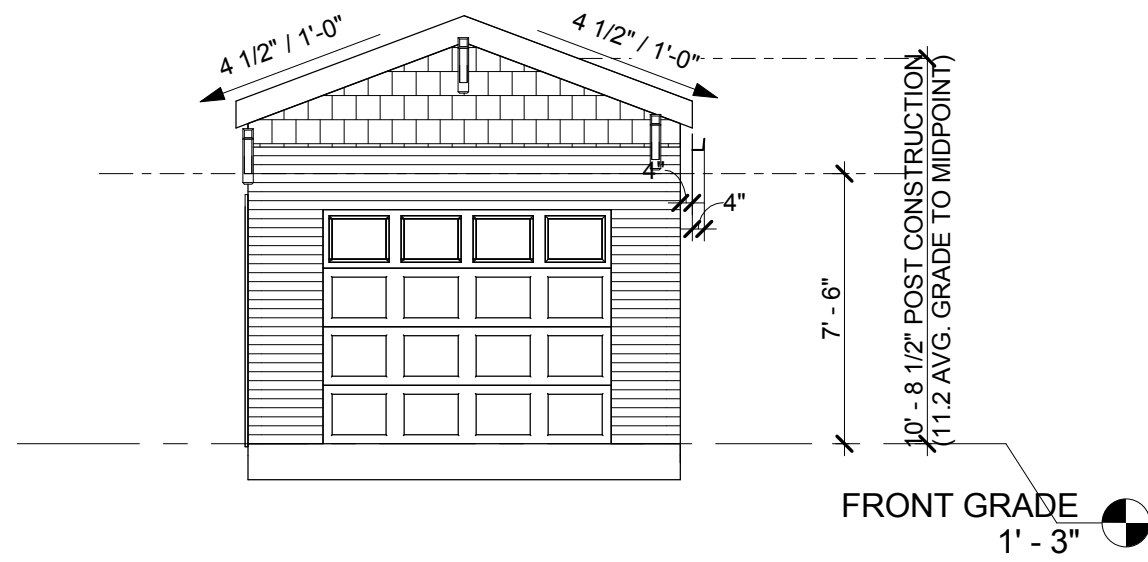 4 1/2" / 1'-0"
4 1/2" / 1'-0"
4"
4"
7' - 6"
10' - 8 1/2" POST CONSTRUCTION
(11.2 AVG. GRADE TO MIDPOINT)
FRONT GRADE
1' - 3"